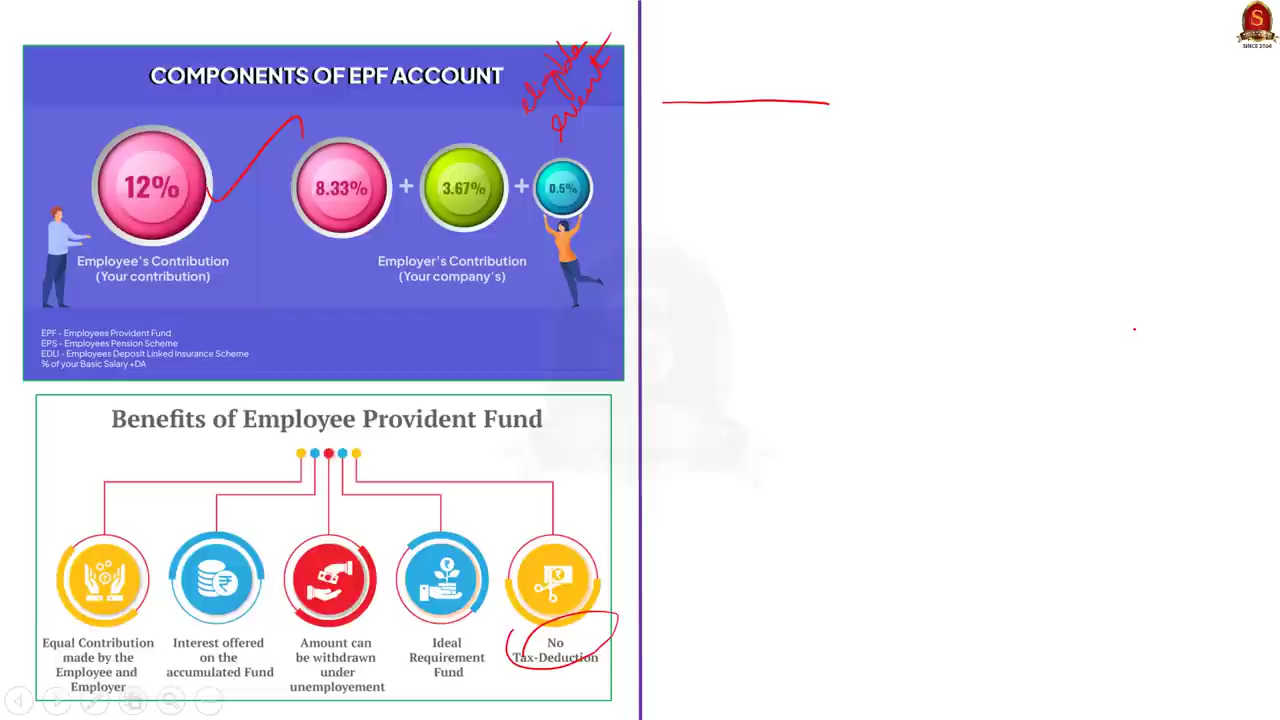 COMPONENTS OF EPF ACCOUNT
12%
8.33% + 3.67% + 0.5%
Employee's Contribution
(Your contribution)
Employer's Contribution
(Your company's)
EPF - Employees Provident Fund
EPS - Employees Pension Scheme
EDU - Employees Deposit Linked Insurance Scheme
% of your Basic Salary +DA
Benefits of Employee Provident Fund
Equal Contribution
made by the
Employee and
Employer
Interest offered
on the
accumulated Fund
Amount can
be withdrawn
under
unemployement
Ideal
Requirement
Fund
No
Tax-Deduction
S
SINCE 2004